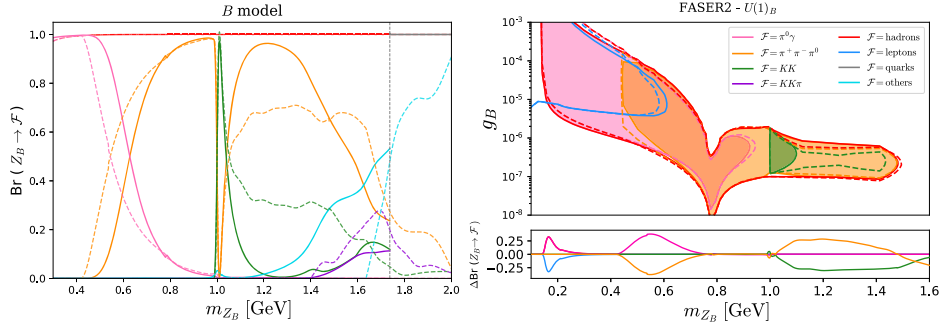 B model
Br ( Z_B → 𝓕 )
1.0
0.8
0.6
0.4
0.2
0.0
0.4 0.6 0.8 1.0 1.2 1.4 1.6 1.8 2.0
m_{Z_B} [GeV]
FASER2 - U(1)_B
g_B
10^{-3}
10^{-4}
10^{-5}
10^{-6}
10^{-7}
10^{-8}
𝓕 = π^0γ
𝓕 = π^+π^−π^0
𝓕 = KK
𝓕 = KKπ
𝓕 = hadrons
𝓕 = leptons
𝓕 = quarks
𝓕 = others
ΔBr (Z_B → 𝓕)
0.25
0.00
−0.25
0.2 0.4 0.6 0.8 1.0 1.2 1.4 1.6
m_{Z_B} [GeV]